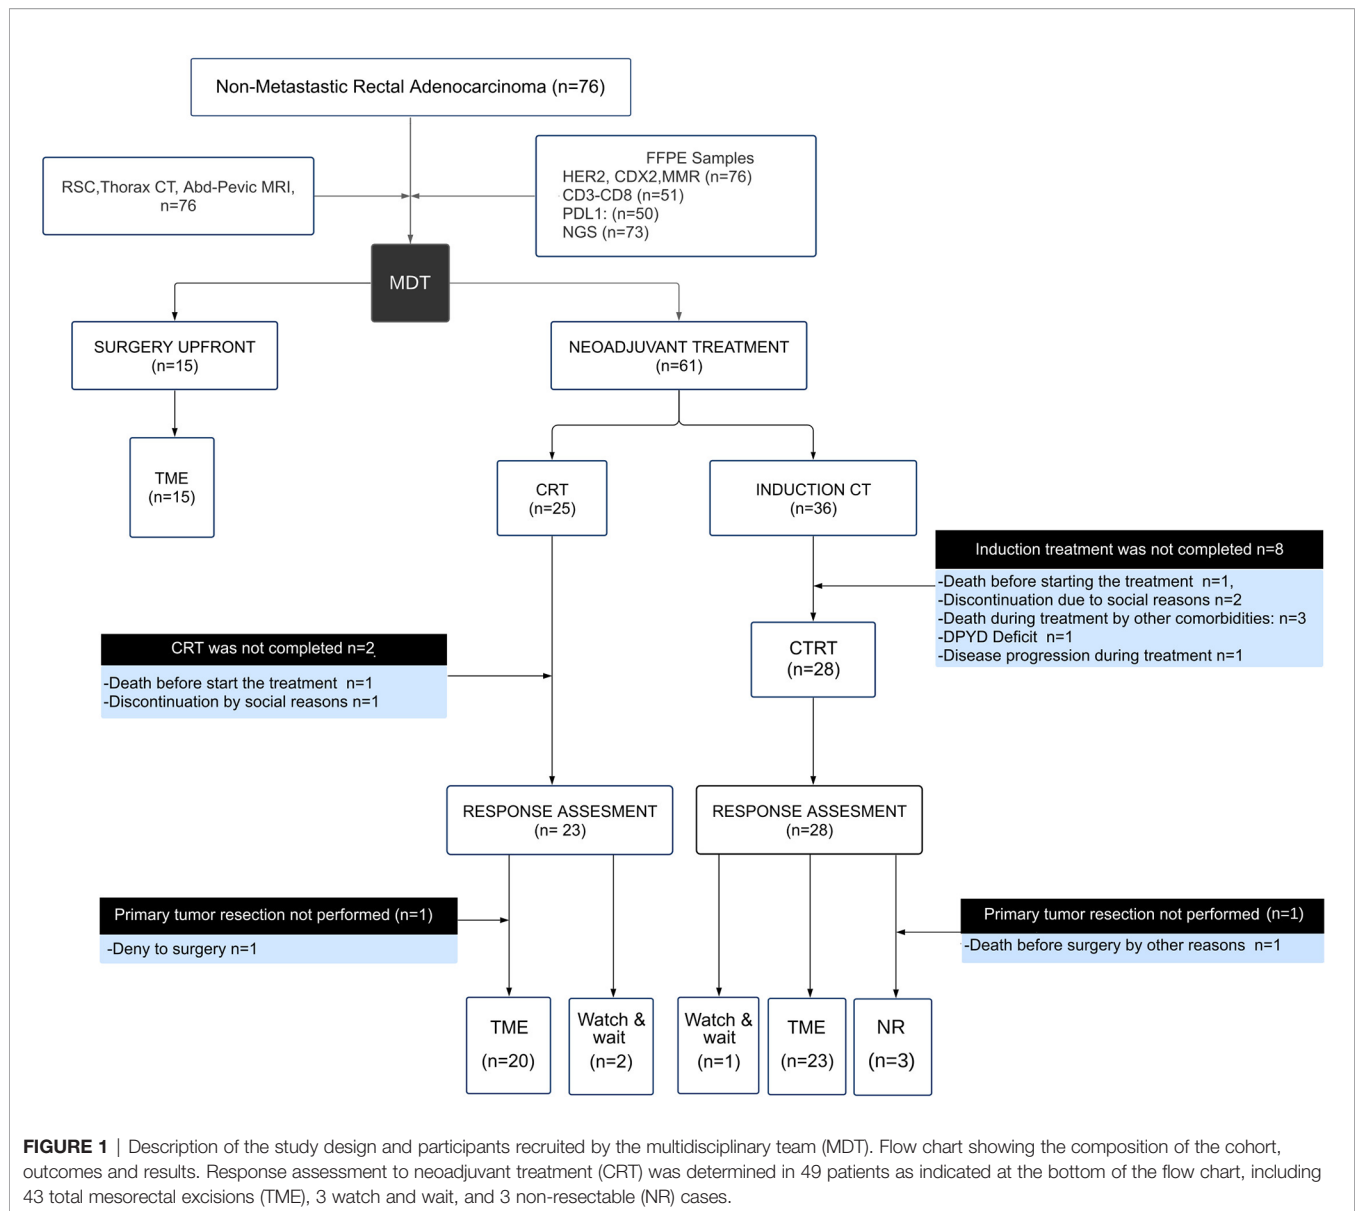 Non-Metastastic Rectal Adenocarcinoma (n=76)
RSC,Thorax CT, Abd-Pevic MRI,
n=76
FFPE Samples
HER2, CDX2,MMR (n=76)
CD3-CD8 (n=51)
PDL1: (n=50)
NGS (n=73)
MDT
SURGERY UPFRONT
(n=15)
NEOADJUVANT TREATMENT
(n=61)
TME
(n=15)
CRT
(n=25)
INDUCTION CT
(n=36)
Induction treatment was not completed n=8
-Death before starting the treatment n=1,
-Discontinuation due to social reasons n=2
-Death during treatment by other comorbidities: n=3
-DPYD Deficit n=1
-Disease progression during treatment n=1
CTRT
(n=28)
CRT was not completed n=2.
-Death before start the treatment n=1
-Discontinuation by social reasons n=1
RESPONSE ASSESMENT
(n= 23)
RESPONSE ASSESMENT
(n=28)
Primary tumor resection not performed (n=1)
-Deny to surgery n=1
Primary tumor resection not performed (n=1)
-Death before surgery by other reasons n=1
TME
(n=20)
Watch &
wait
(n=2)
Watch &
wait
(n=1)
TME
(n=23)
NR
(n=3)
FIGURE 1 | Description of the study design and participants recruited by the multidisciplinary team (MDT). Flow chart showing the composition of the cohort,
outcomes and results. Response assessment to neoadjuvant treatment (CRT) was determined in 49 patients as indicated at the bottom of the flow chart, including
43 total mesorectal excisions (TME), 3 watch and wait, and 3 non-resectable (NR) cases.